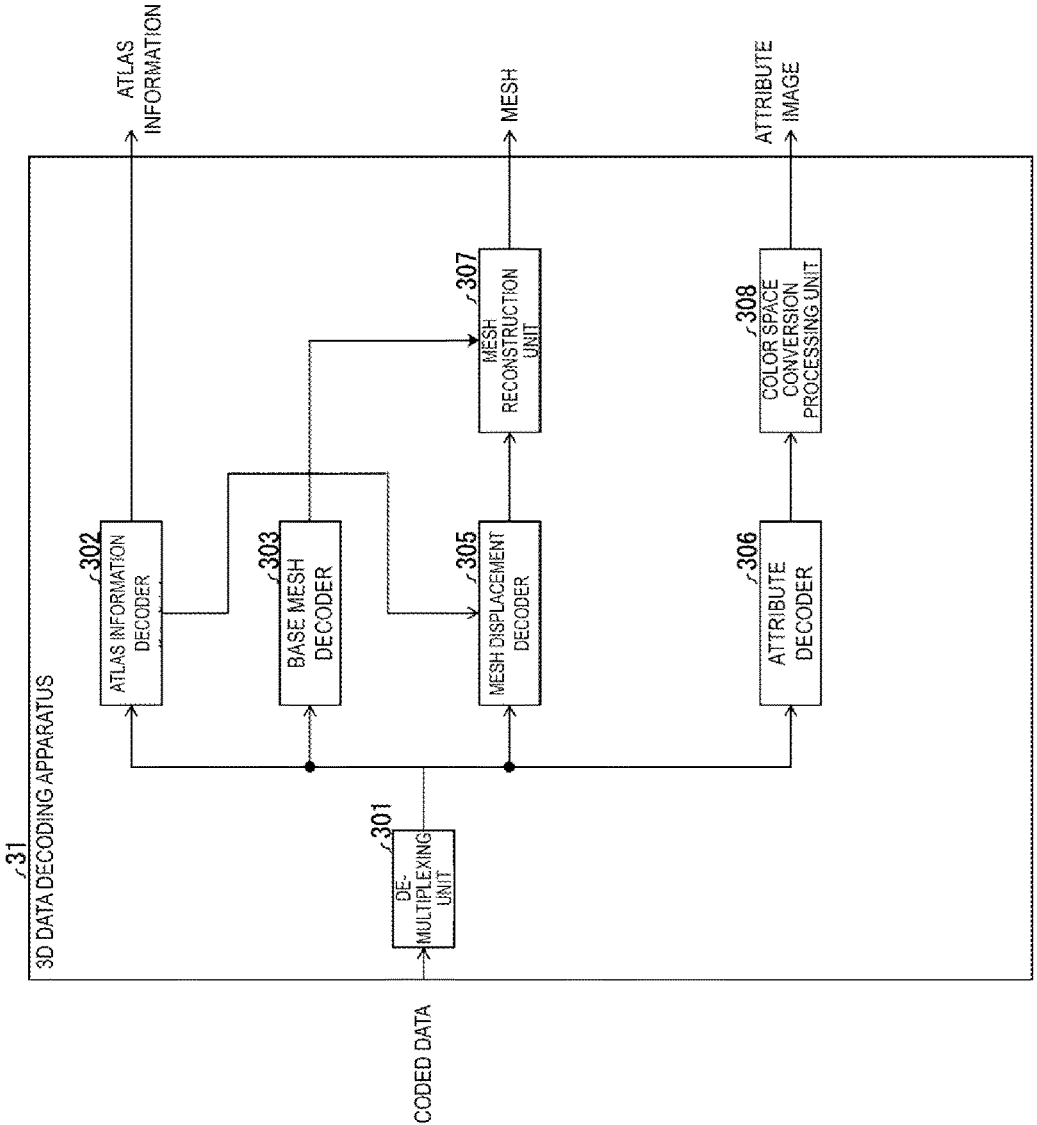 31
3D DATA DECODING APPARATUS
CODED DATA
301
DE-
MULTIPLEXING
UNIT
302
ATLAS INFORMATION
DECODER
303
BASE MESH
DECODER
305
MESH DISPLACEMENT
DECODER
306
ATTRIBUTE
DECODER
307
MESH
RECONSTRUCTION
UNIT
308
COLOR SPACE
CONVERSION
PROCESSING UNIT
ATLAS
INFORMATION
MESH
ATTRIBUTE
IMAGE